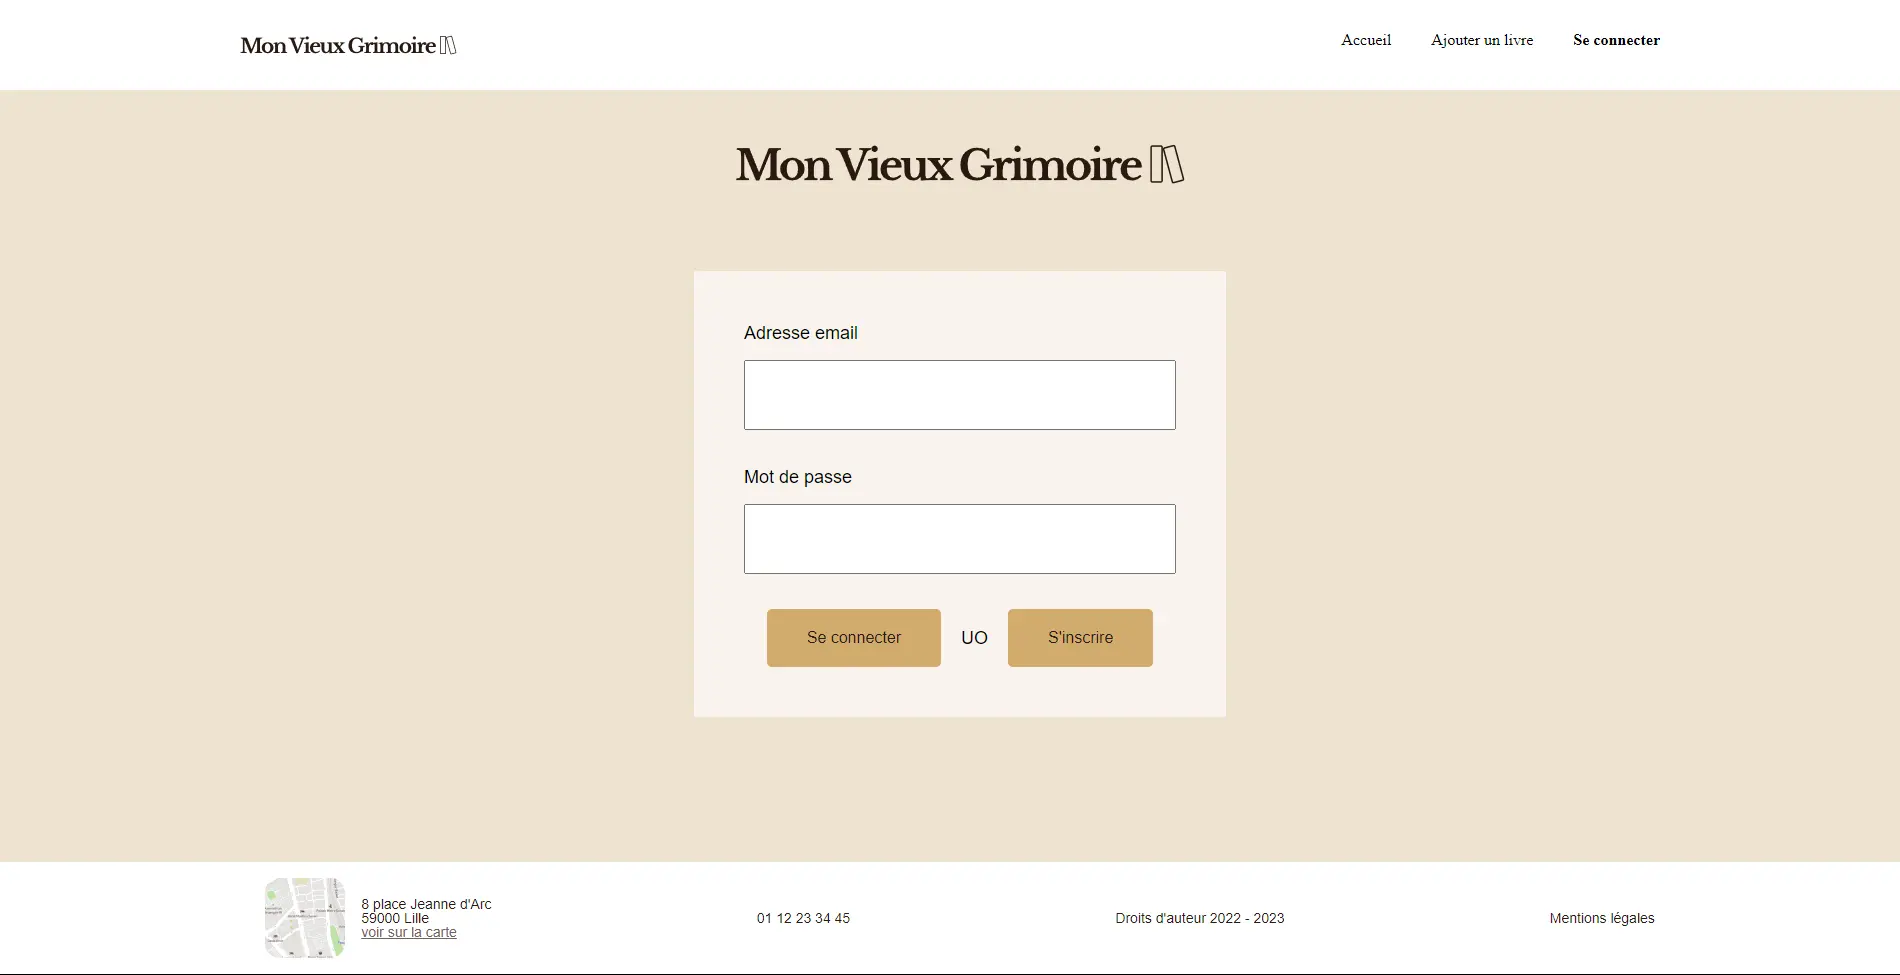 Mon Vieux Grimoire
Accueil
Ajouter un livre
Se connecter
Mon Vieux Grimoire
Adresse email
Mot de passe
Se connecter
UO
S'inscrire
8 place Jeanne d'Arc
59000 Lille
voir sur la carte
01 12 23 34 45
Droits d'auteur 2022 - 2023
Mentions légales